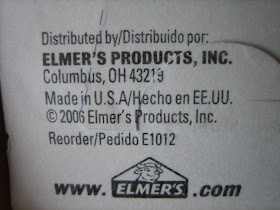 Distributed by/Distribuido por:
ELMER'S PRODUCTS, INC.
Columbus, OH 43219
Made in U.S.A/Hecho en EE.UU.
© 2006 Elmer's Products, Inc.
Reorder/Pedido E1012
www. ELMER'S .com